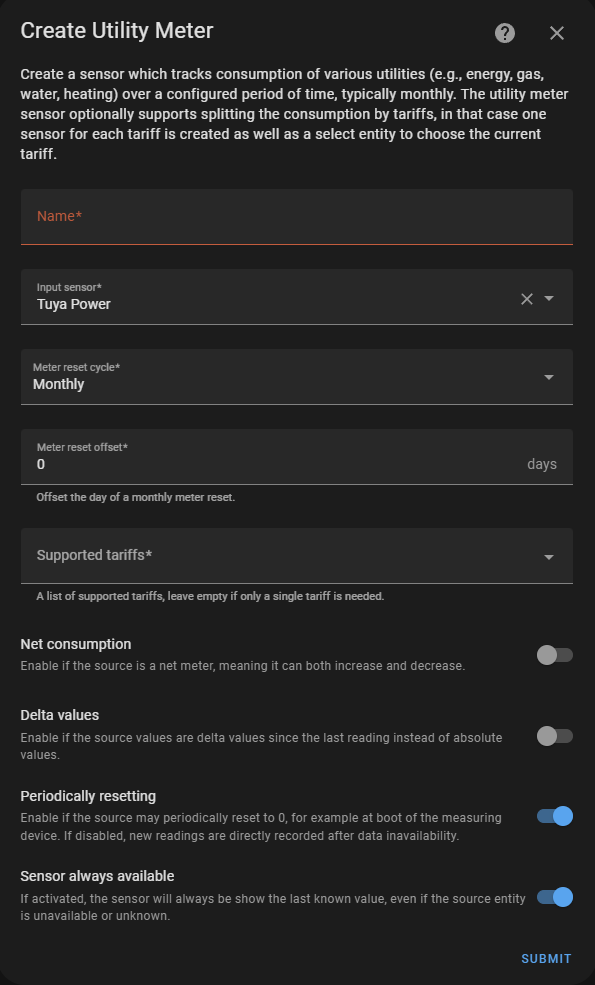 Create Utility Meter
Create a sensor which tracks consumption of various utilities (e.g., energy, gas,
water, heating) over a configured period of time, typically monthly. The utility meter
sensor optionally supports splitting the consumption by tariffs, in that case one
sensor for each tariff is created as well as a select entity to choose the current
tariff.
Name*
Input sensor*
Tuya Power
Meter reset cycle*
Monthly
Meter reset offset*
0 days
Offset the day of a monthly meter reset.
Supported tariffs*
A list of supported tariffs, leave empty if only a single tariff is needed.
Net consumption
Enable if the source is a net meter, meaning it can both increase and decrease.
Delta values
Enable if the source values are delta values since the last reading instead of absolute
values.
Periodically resetting
Enable if the source may periodically reset to 0, for example at boot of the measuring
device. If disabled, new readings are directly recorded after data inavailability.
Sensor always available
If activated, the sensor will always be show the last known value, even if the source entity
is unavailable or unknown.
SUBMIT